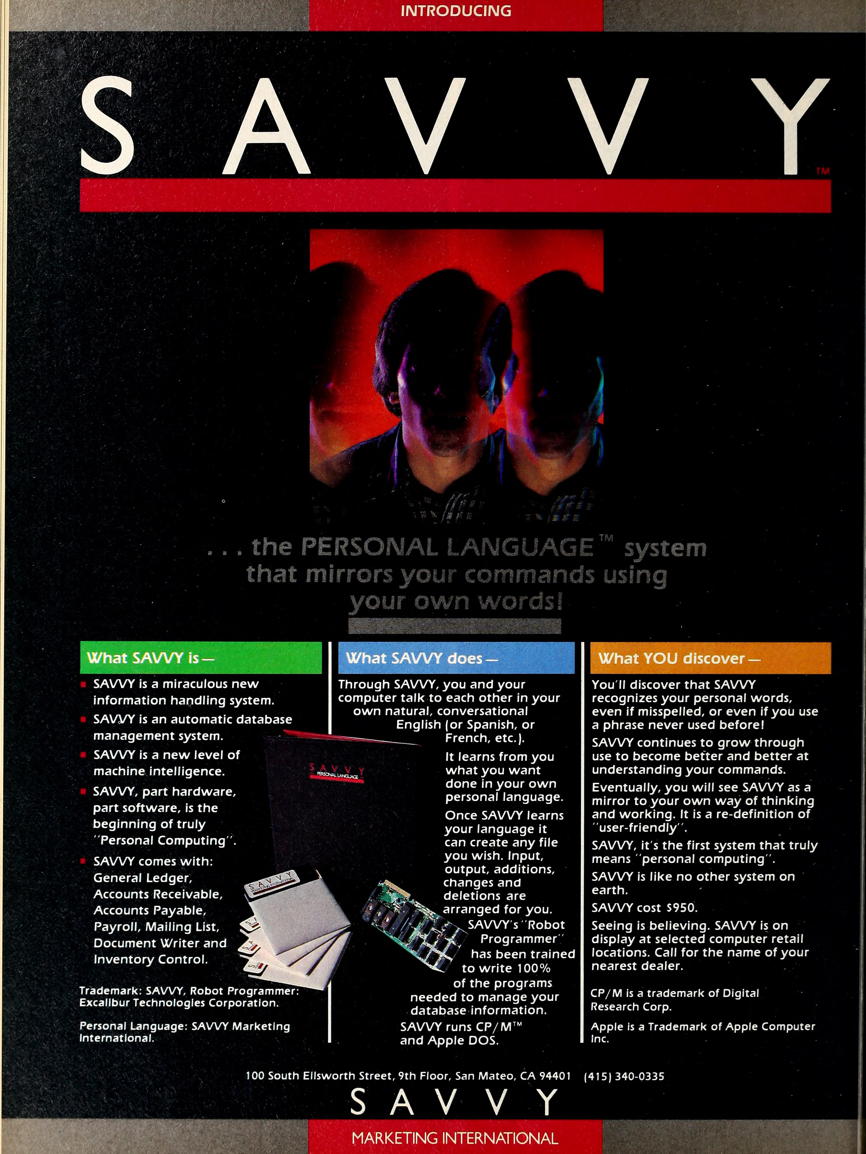 INTRODUCING
S A V V Y ™
. . . the PERSONAL LANGUAGE™ system
that mirrors your commands using
your own words!
What SAVVY is—
SAVVY is a miraculous new
information handling system.
SAVVY is an automatic database
management system.
SAVVY is a new level of
machine intelligence.
SAVVY, part hardware,
part software, is the
beginning of truly
"Personal Computing".
SAVVY comes with:
General Ledger,
Accounts Receivable,
Accounts Payable,
Payroll, Mailing List,
Document Writer and
Inventory Control.
Trademark: SAVVY, Robot Programmer:
Excalibur Technologies Corporation.
Personal Language: SAVVY Marketing
International.
SAVVY
PERSONAL LANGUAGE
SAVVY
What SAVVY does—
Through SAVVY, you and your
computer talk to each other in your
own natural, conversational
English (or Spanish, or
French, etc.).
It learns from you
what you want
done in your own
personal language.
Once SAVVY learns
your language it
can create any file
you wish. Input,
output, additions,
changes and
deletions are
arranged for you.
SAVVY's "Robot
Programmer"
has been trained
to write 100%
of the programs
needed to manage your
database information.
SAVVY runs CP/M™
and Apple DOS.
What YOU discover—
You'll discover that SAVVY
recognizes your personal words,
even if misspelled, or even if you use
a phrase never used before!
SAVVY continues to grow through
use to become better and better at
understanding your commands.
Eventually, you will see SAVVY as a
mirror to your own way of thinking
and working. It is a re-definition of
"user-friendly".
SAVVY, it's the first system that truly
means "personal computing".
SAVVY is like no other system on
earth.
SAVVY cost $950.
Seeing is believing. SAVVY is on
display at selected computer retail
locations. Call for the name of your
nearest dealer.
CP/M is a trademark of Digital
Research Corp.
Apple is a Trademark of Apple Computer
Inc.
100 South Ellsworth Street, 9th Floor, San Mateo, CA 94401 (415) 340-0335
S A V V Y
MARKETING INTERNATIONAL